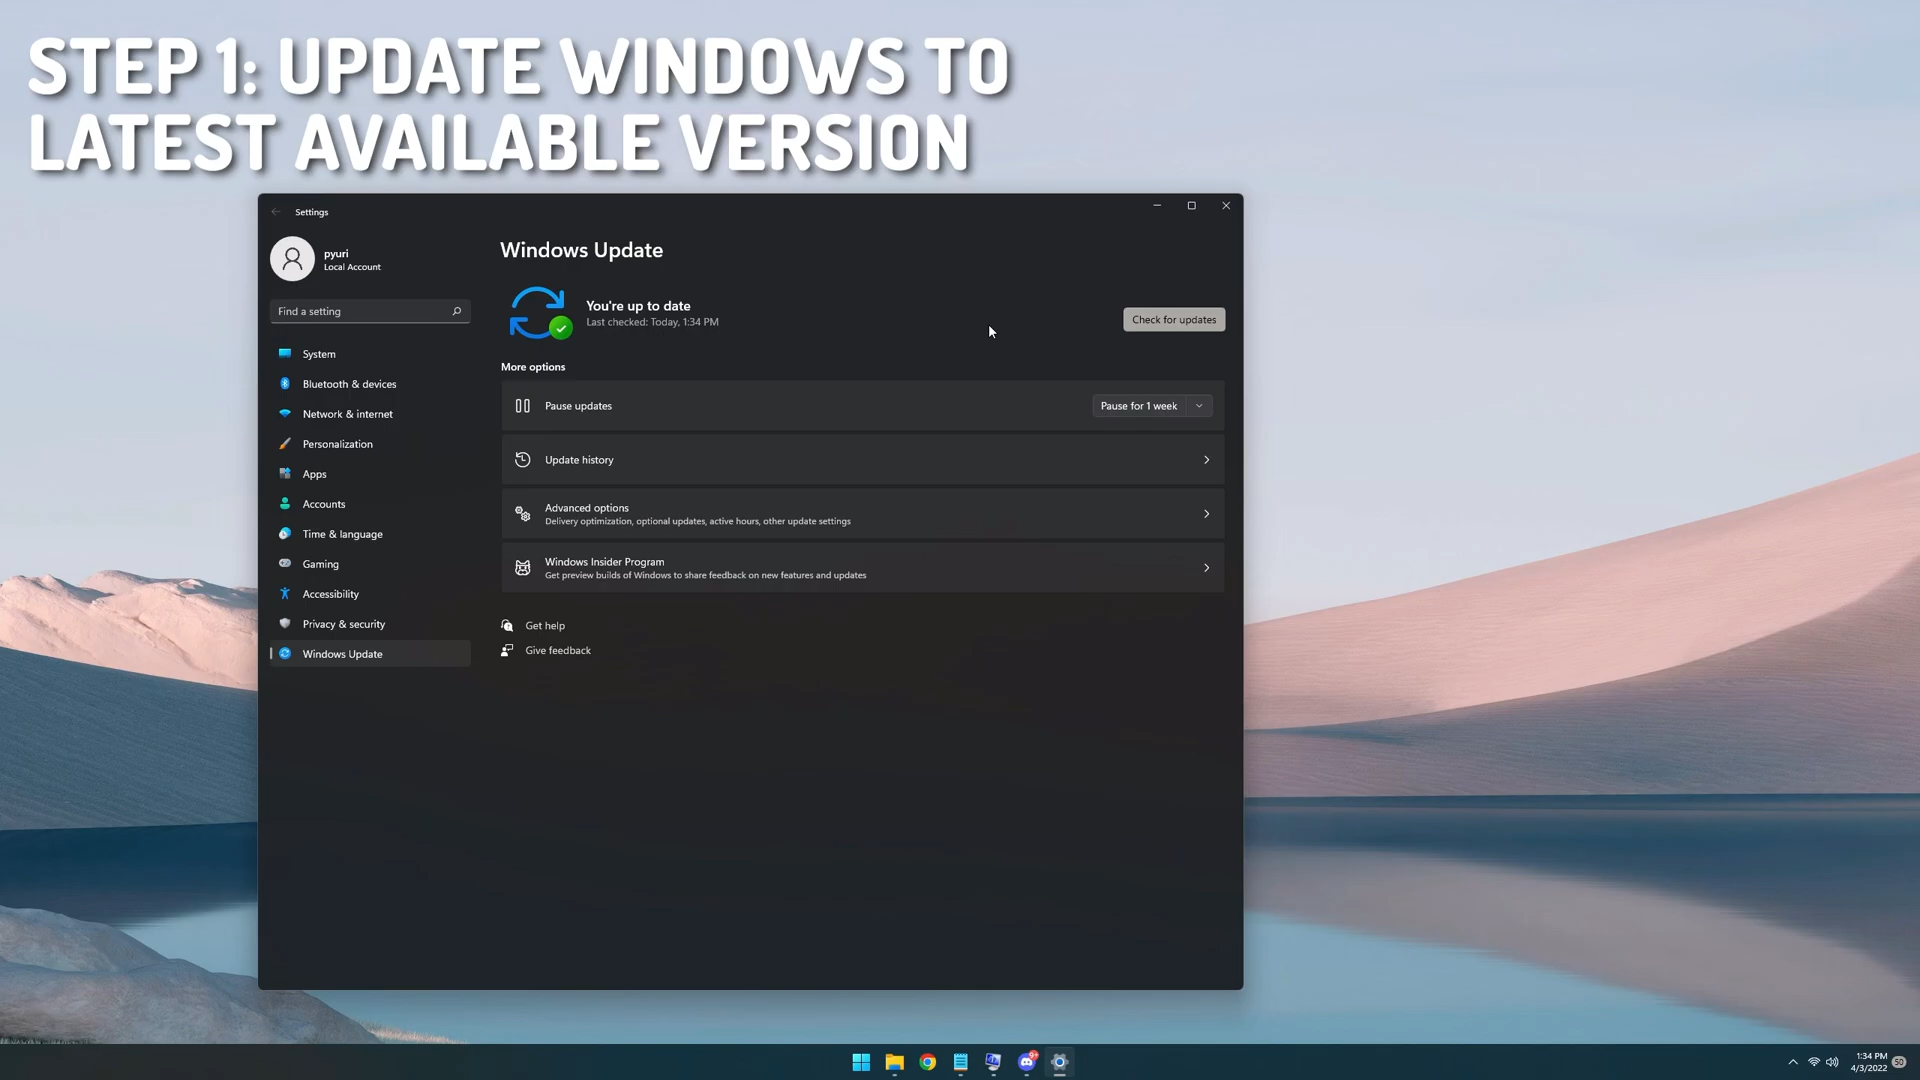 STEP 1: UPDATE WINDOWS TO
LATEST AVAILABLE VERSION
Settings
pyuri
Local Account
Find a setting
System
Bluetooth & devices
Network & internet
Personalization
Apps
Accounts
Time & language
Gaming
Accessibility
Privacy & security
Windows Update
Windows Update
You're up to date
Last checked: Today, 1:34 PM
Check for updates
More options
Pause updates
Pause for 1 week
Update history
Advanced options
Delivery optimization, optional updates, active hours, other update settings
Windows Insider Program
Get preview builds of Windows to share feedback on new features and updates
Get help
Give feedback
9+
1:34 PM
4/3/2022
50